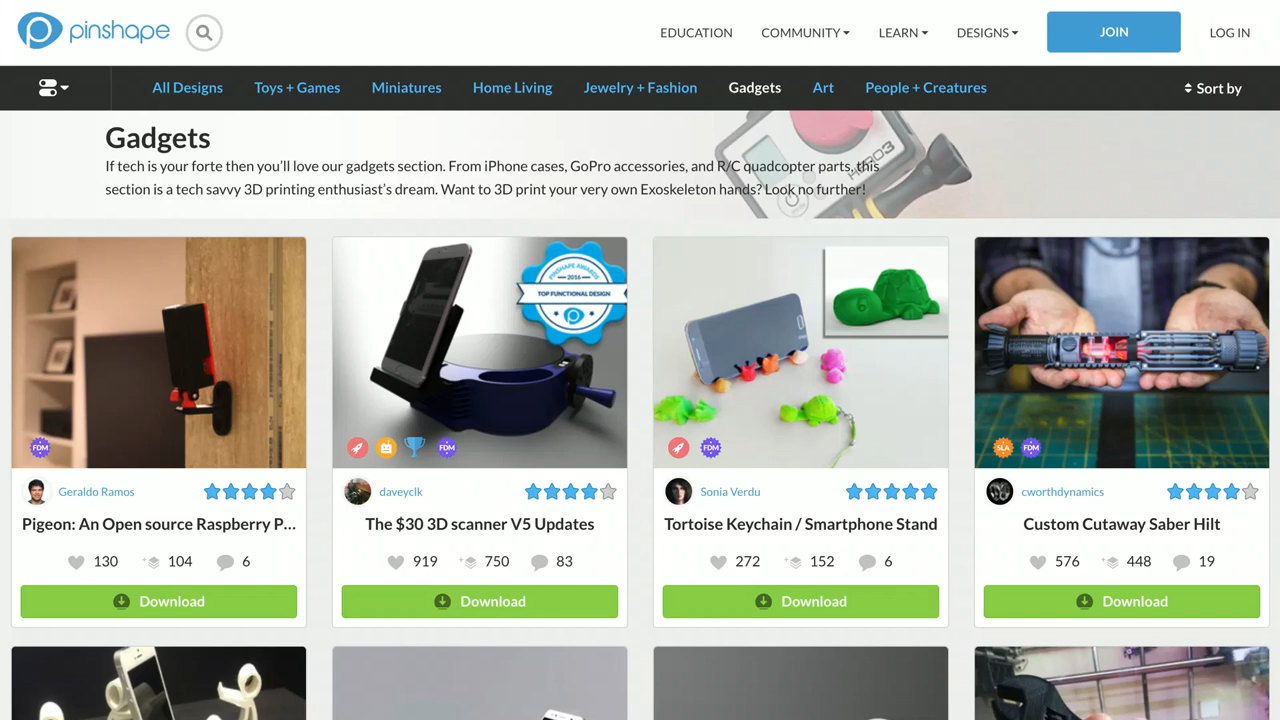 pinshape
EDUCATION
COMMUNITY
LEARN
DESIGNS
JOIN
LOG IN
All Designs
Toys + Games
Miniatures
Home Living
Jewelry + Fashion
Gadgets
Art
People + Creatures
Sort by
Gadgets
If tech is your forte then you'll love our gadgets section. From iPhone cases, GoPro accessories, and R/C quadcopter parts, this
section is a tech savvy 3D printing enthusiast's dream. Want to 3D print your very own Exoskeleton hands? Look no further!
HERO3
FDM
Geraldo Ramos
Pigeon: An Open source Raspberry P...
130
104
6
Download
PINSHAPE AWARDS
2016
TOP FUNCTIONAL DESIGN
FDM
daveyclk
The $30 3D scanner V5 Updates
919
750
83
Download
FDM
Sonia Verdu
Tortoise Keychain / Smartphone Stand
272
152
6
Download
SLA
FDM
cworthdynamics
Custom Cutaway Saber Hilt
576
448
19
Download